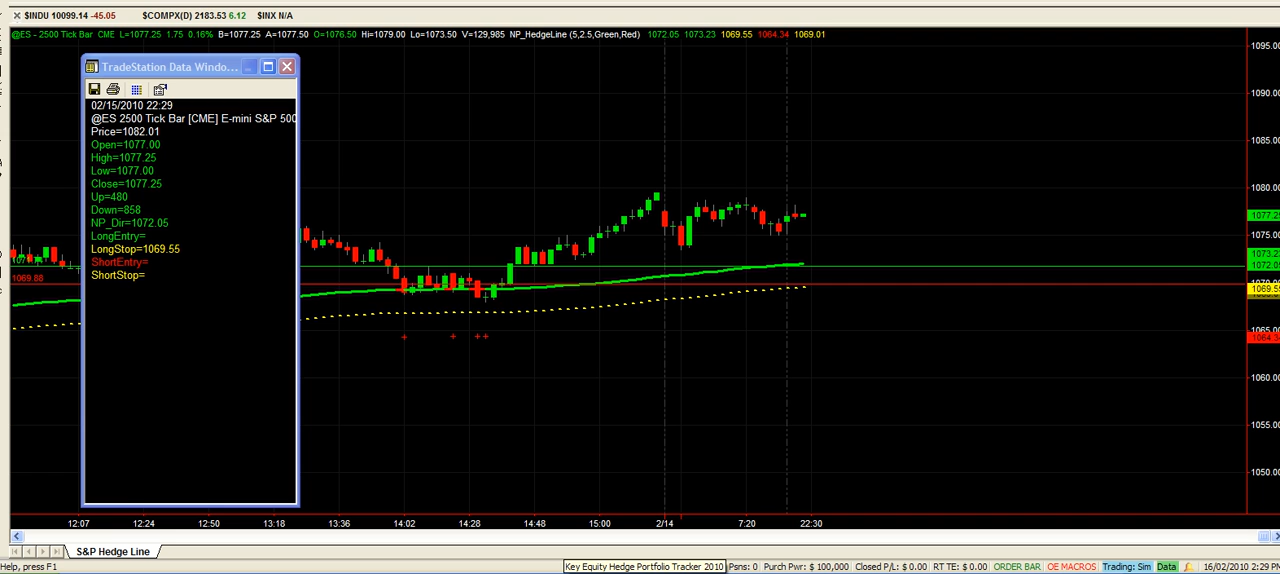 $INDU 10099.14 -45.05 $COMPX(D) 2183.53 6.12 $INX N/A
@ES - 2500 Tick Bar CME L=1077.25 1.75 0.16% B=1077.25 A=1077.50 O=1076.50 Hi=1079.00 Lo=1073.50 V=129,985 NP_HedgeLine (5,2.5,Green,Red) 1072.05 1073.23 1069.55 1064.34 1069.01
TradeStation Data Windo...
02/15/2010 22:29
@ES 2500 Tick Bar [CME] E-mini S&P 500
Price=1082.01
Open=1077.00
High=1077.25
Low=1077.00
Close=1077.25
Up=480
Down=858
NP_Dir=1072.05
LongEntry=
LongStop=1069.55
ShortEntry=
ShortStop=
1069.88
1095.00
1090.00
1085.00
1080.00
1077.25
1075.00
1073.23
1072.05
1069.55
1065.00
1064.34
1060.00
1055.00
1050.00
12:07 12:24 12:50 13:18 13:36 14:02 14:28 14:48 15:00 2/14 7:20 22:30
S&P Hedge Line
Help, press F1 Key Equity Hedge Portfolio Tracker 2010 Psns: 0 Purch Pwr: $ 100,000 Closed P/L: $ 0.00 RT TE: $ 0.00 ORDER BAR OE MACROS Trading: Sim Data 16/02/2010 2:29 PM